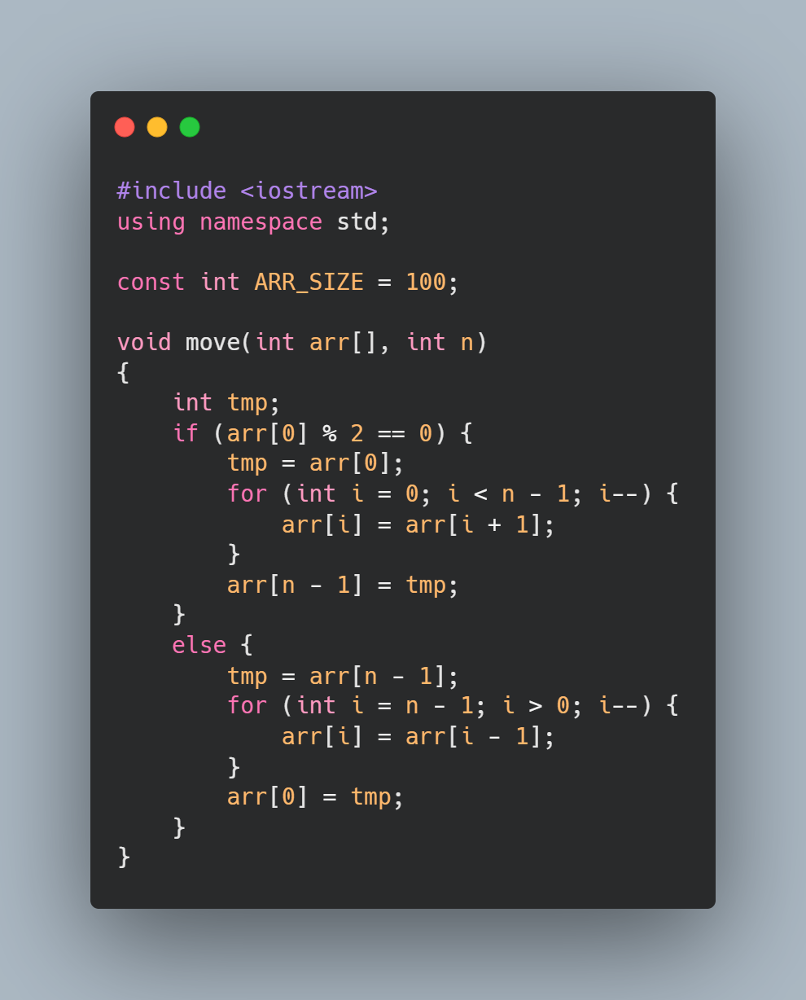 #include <iostream>
using namespace std;

const int ARR_SIZE = 100;

void move(int arr[], int n)
{
    int tmp;
    if (arr[0] % 2 == 0) {
        tmp = arr[0];
        for (int i = 0; i < n - 1; i--) {
            arr[i] = arr[i + 1];
        }
        arr[n - 1] = tmp;
    }
    else {
        tmp = arr[n - 1];
        for (int i = n - 1; i > 0; i--) {
            arr[i] = arr[i - 1];
        }
        arr[0] = tmp;
    }
}